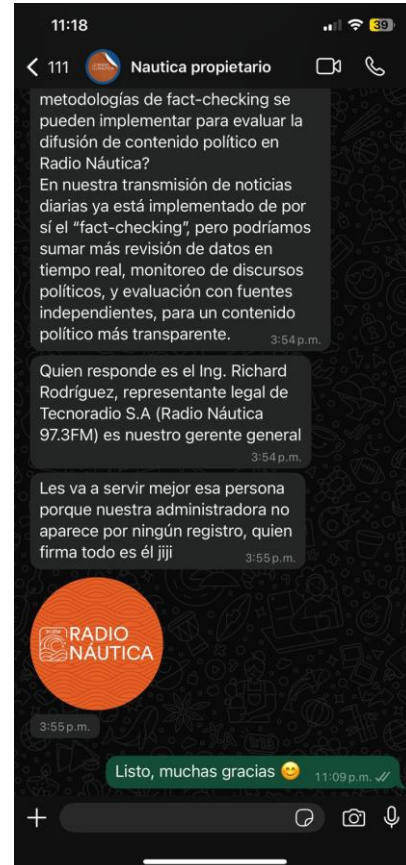 11:18
39
111
Nautica propietario
metodologías de fact-checking se
pueden implementar para evaluar la
difusión de contenido político en
Radio Náutica?
En nuestra transmisión de noticias
diarias ya está implementado de por
sí el “fact-checking”, pero podríamos
sumar más revisión de datos en
tiempo real, monitoreo de discursos
políticos, y evaluación con fuentes
independientes, para un contenido
político más transparente.
3:54 p.m.
Quien responde es el Ing. Richard
Rodríguez, representante legal de
Tecnoradio S.A (Radio Náutica
97.3FM) es nuestro gerente general
3:54 p.m.
Les va a servir mejor esa persona
porque nuestra administradora no
aparece por ningún registro, quien
firma todo es él jiji
3:55 p.m.
RADIO
NÁUTICA
3:55 p.m.
Listo, muchas gracias 😊
11:09 p.m.